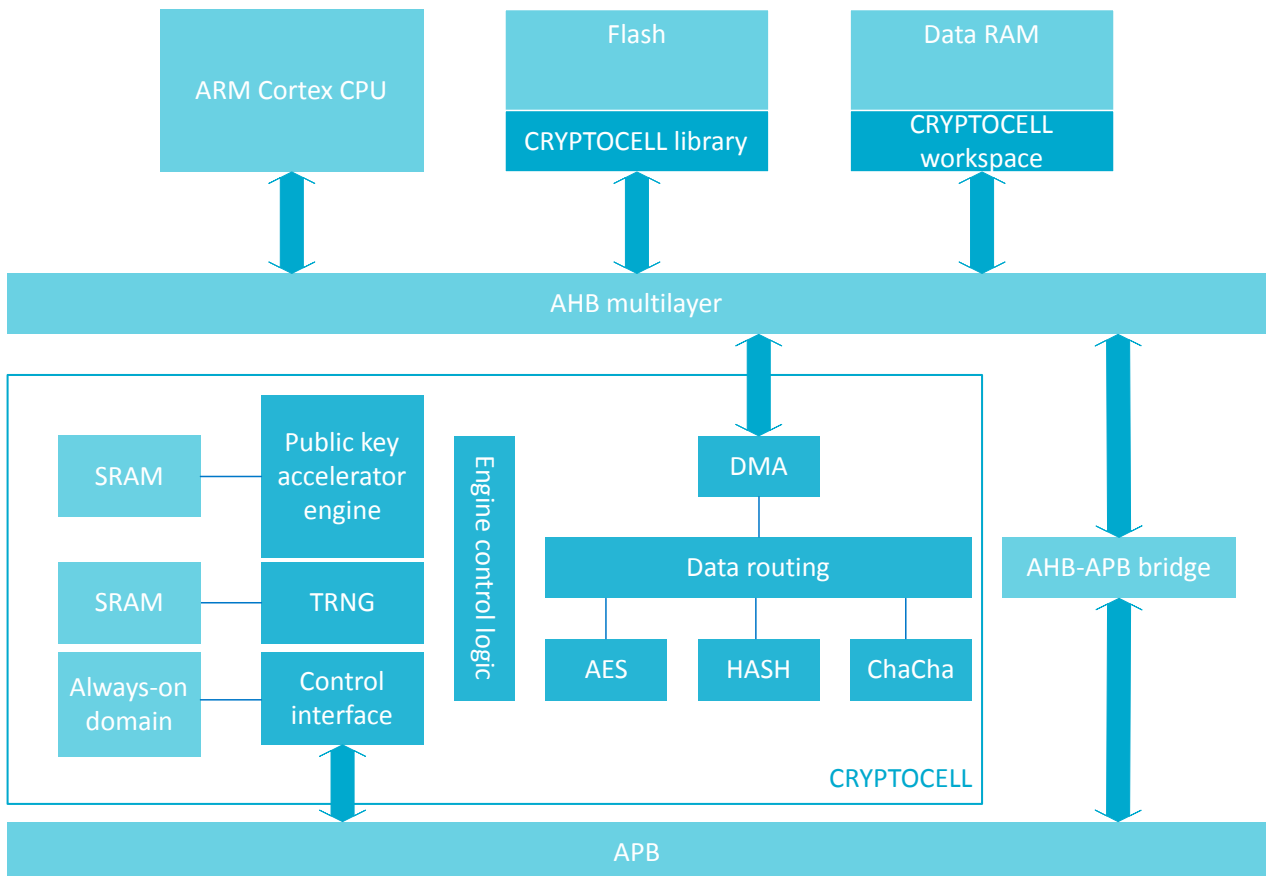 ARM Cortex CPU
Flash
CRYPTOCELL library
Data RAM
CRYPTOCELL
workspace
AHB multilayer
SRAM
Public key
accelerator
engine
SRAM
TRNG
Always-on
domain
Control
interface
Engine control logic
DMA
Data routing
AES
HASH
ChaCha
CRYPTOCELL
AHB-APB bridge
APB